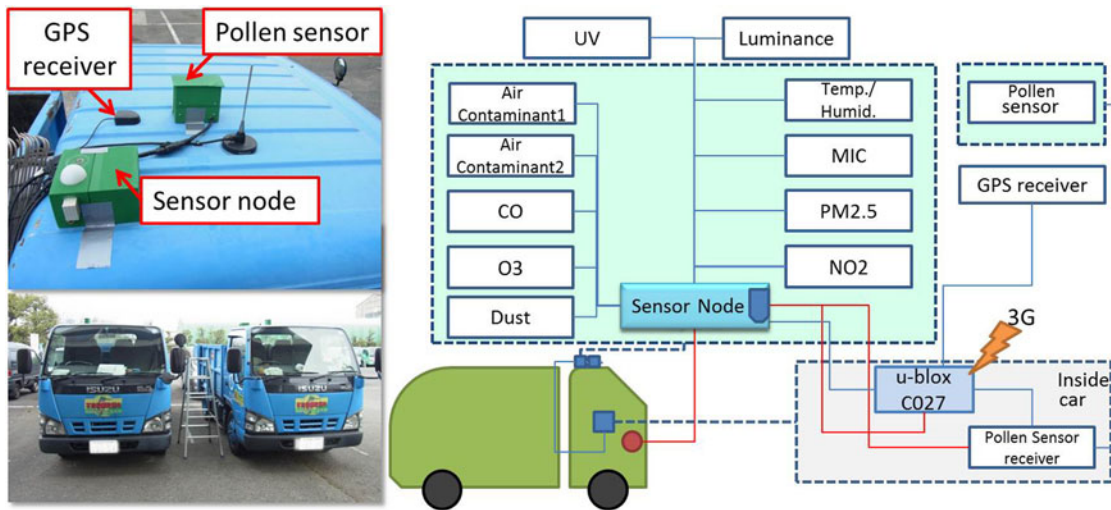 GPS
receiver
Pollen sensor
Sensor node
ISUZU
ISUZU
UV
Luminance
Air
Contaminant1
Air
Contaminant2
CO
O3
Dust
Temp./
Humid.
MIC
PM2.5
NO2
Sensor Node
Pollen
sensor
GPS receiver
3G
u-blox
C027
Inside
car
Pollen Sensor
receiver